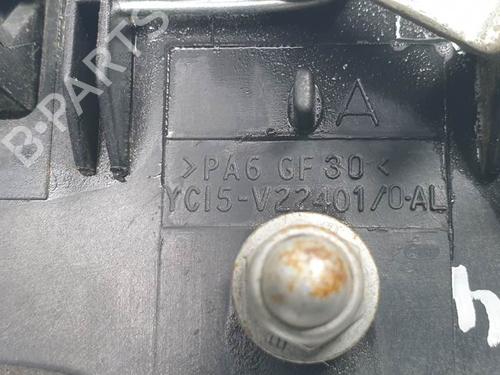 B-PARTS
A
>PA6 GF30<
YC15-V22401/0-AL